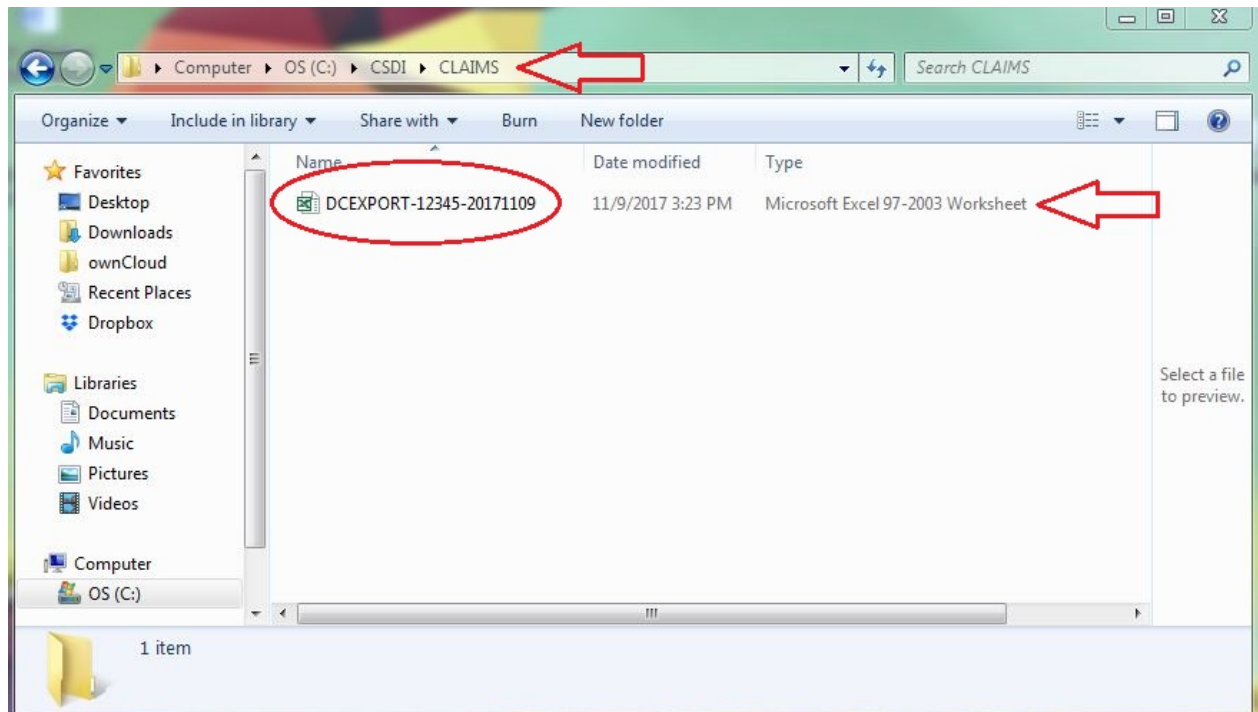 Computer OS (C:) CSDI CLAIMS Search CLAIMS
Organize Include in library Share with Burn New folder
Favorites
Desktop
Downloads
ownCloud
Recent Places
Dropbox
Libraries
Documents
Music
Pictures
Videos
Computer
OS (C:)
Name Date modified Type
DCEXPORT-12345-20171109 11/9/2017 3:23 PM Microsoft Excel 97-2003 Worksheet
Select a file
to preview.
1 item